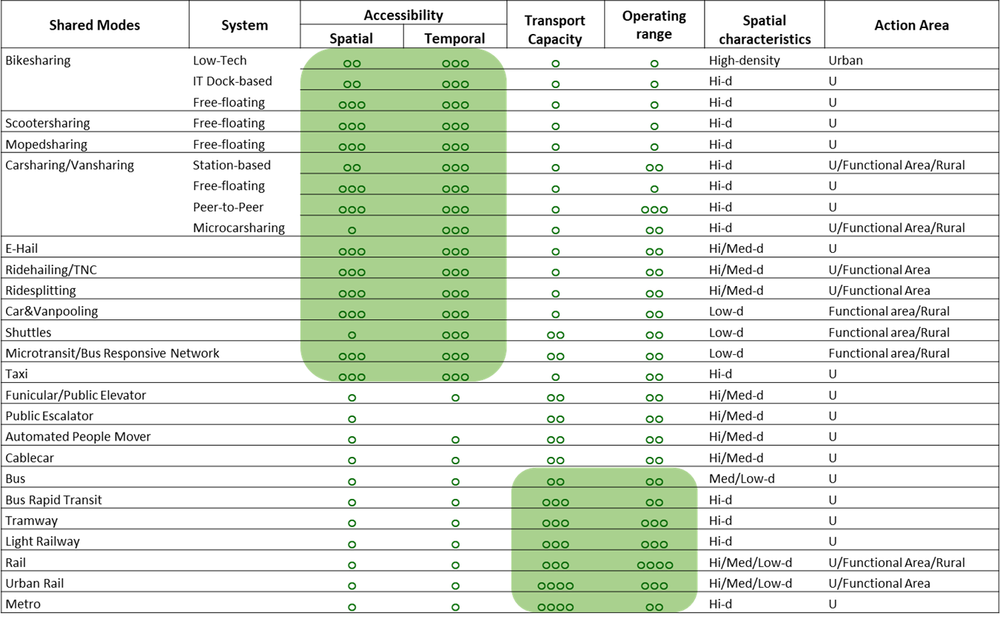 Shared Modes System Accessibility Transport Capacity Operating range Spatial characteristics Action Area
Spatial Temporal
Bikesharing Low-Tech oo ooo o o High-density Urban
IT Dock-based oo ooo o o Hi-d U
Free-floating ooo ooo o o Hi-d U
Scootersharing Free-floating ooo ooo o o Hi-d U
Mopedsharing Free-floating ooo ooo o o Hi-d U
Carsharing/Vansharing Station-based oo ooo o oo Hi-d U/Functional Area/Rural
Free-floating ooo ooo o o Hi-d U
Peer-to-Peer ooo ooo o ooo Hi-d U
Microcarsharing o ooo o oo Hi-d U/Functional Area/Rural
E-Hail ooo ooo o oo Hi/Med-d U
Ridehailing/TNC ooo ooo o oo Hi/Med-d U/Functional Area
Ridesplitting ooo ooo o oo Hi/Med-d U/Functional Area
Car&Vanpooling ooo ooo o oo Low-d Functional area/Rural
Shuttles o ooo oo oo Low-d Functional area/Rural
Microtransit/Bus Responsive Network ooo ooo oo oo Low-d Functional area/Rural
Taxi ooo ooo o oo Hi-d U
Funicular/Public Elevator o o oo oo Hi/Med-d U
Public Escalator o oo oo Hi/Med-d U
Automated People Mover o o oo oo Hi/Med-d U
Cablecar o o oo oo Hi/Med-d U
Bus o o oo oo Med/Low-d U
Bus Rapid Transit o o ooo oo Hi-d U
Tramway o o ooo ooo Hi-d U
Light Railway o o ooo ooo Hi-d U
Rail o o ooo oooo Hi/Med/Low-d U/Functional Area/Rural
Urban Rail o o oooo ooo Hi/Med/Low-d U/Functional Area
Metro o o oooo oo Hi-d U